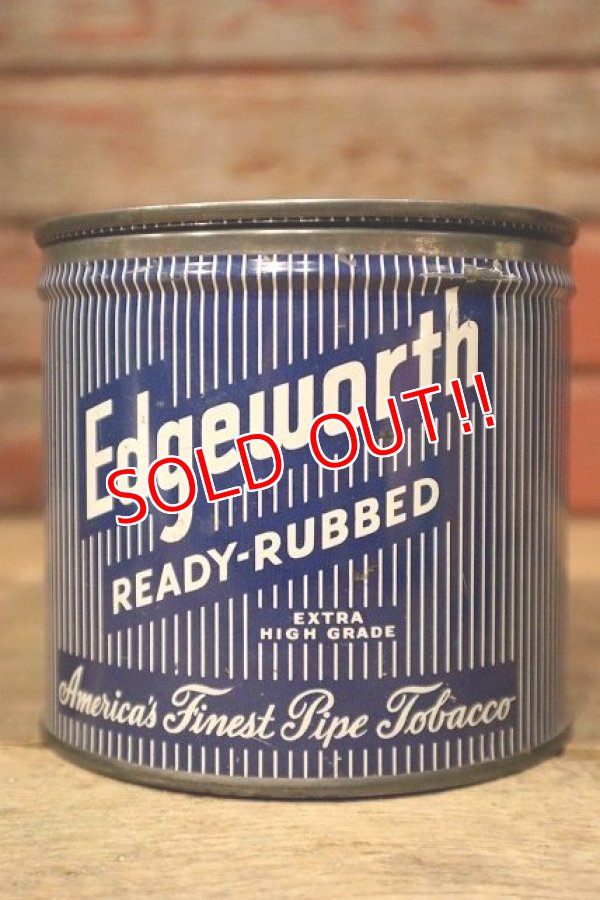 Edgeworth
SOLD OUT!!
READY-RUBBED
EXTRA
HIGH GRADE
America's Finest Pipe Tobacco